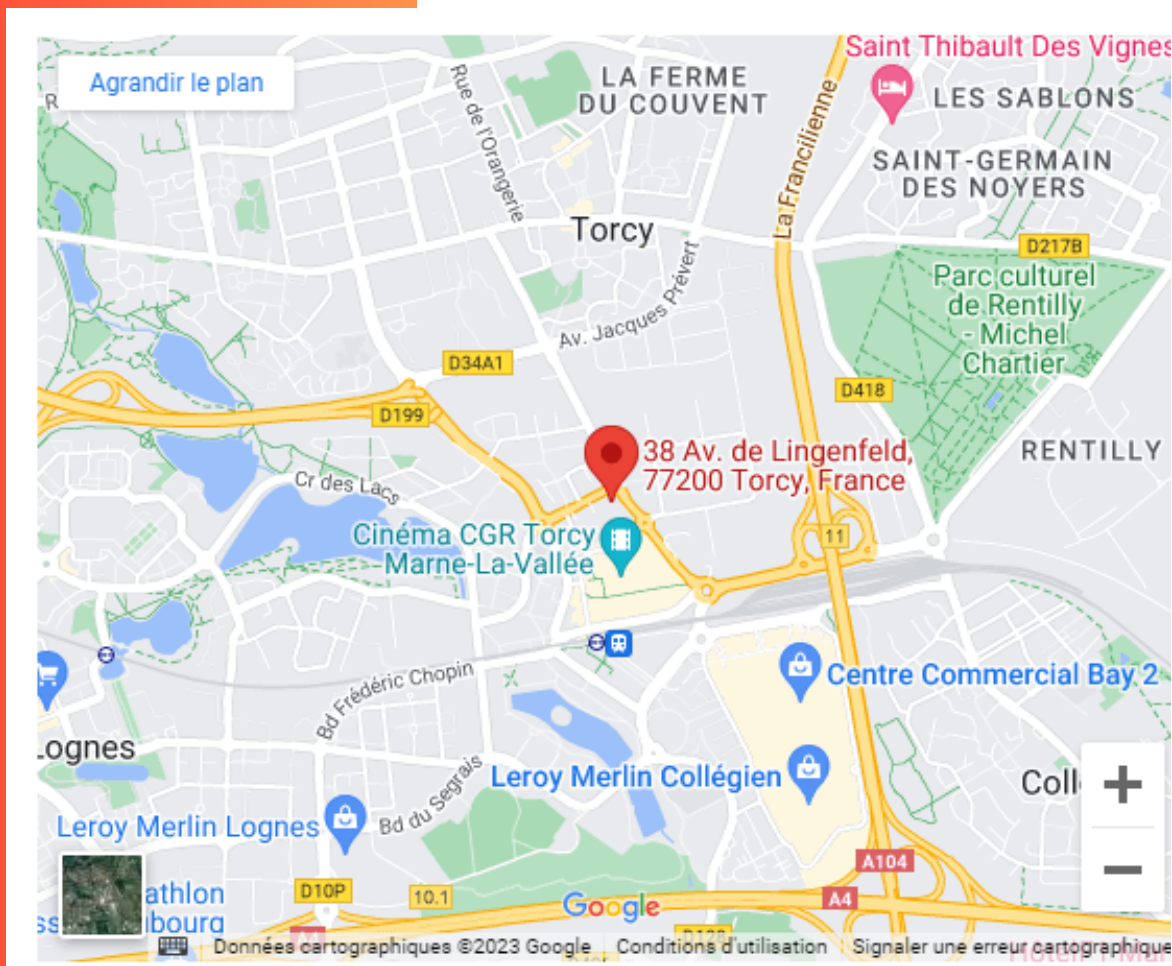 Saint Thibault Des Vignes
Agrandir le plan
LA FERME
DU COUVENT
LES SABLONS
Rue de l'Orangerie
La Francilienne
SAINT-GERMAIN
DES NOYERS
Torcy
D217B
Av. Jacques Prévert
Parc culturel
de Rentilly
- Michel
Chartier
D34A1
D418
D199
38 Av. de Lingenfeld,
77200 Torcy, France
RENTILLY
Cr des Lacs
Cinéma CGR Torcy
Marne-La-Vallée
11
Centre Commercial Bay 2
Bd Frédéric Chopin
Lognes
Leroy Merlin Collégien
Coll
Bd du Segrais
Leroy Merlin Lognes
A104
D10P
10.1
A4
athlon
bourg
Google
Données cartographiques ©2023 Google
Conditions d'utilisation
Signaler une erreur cartographique